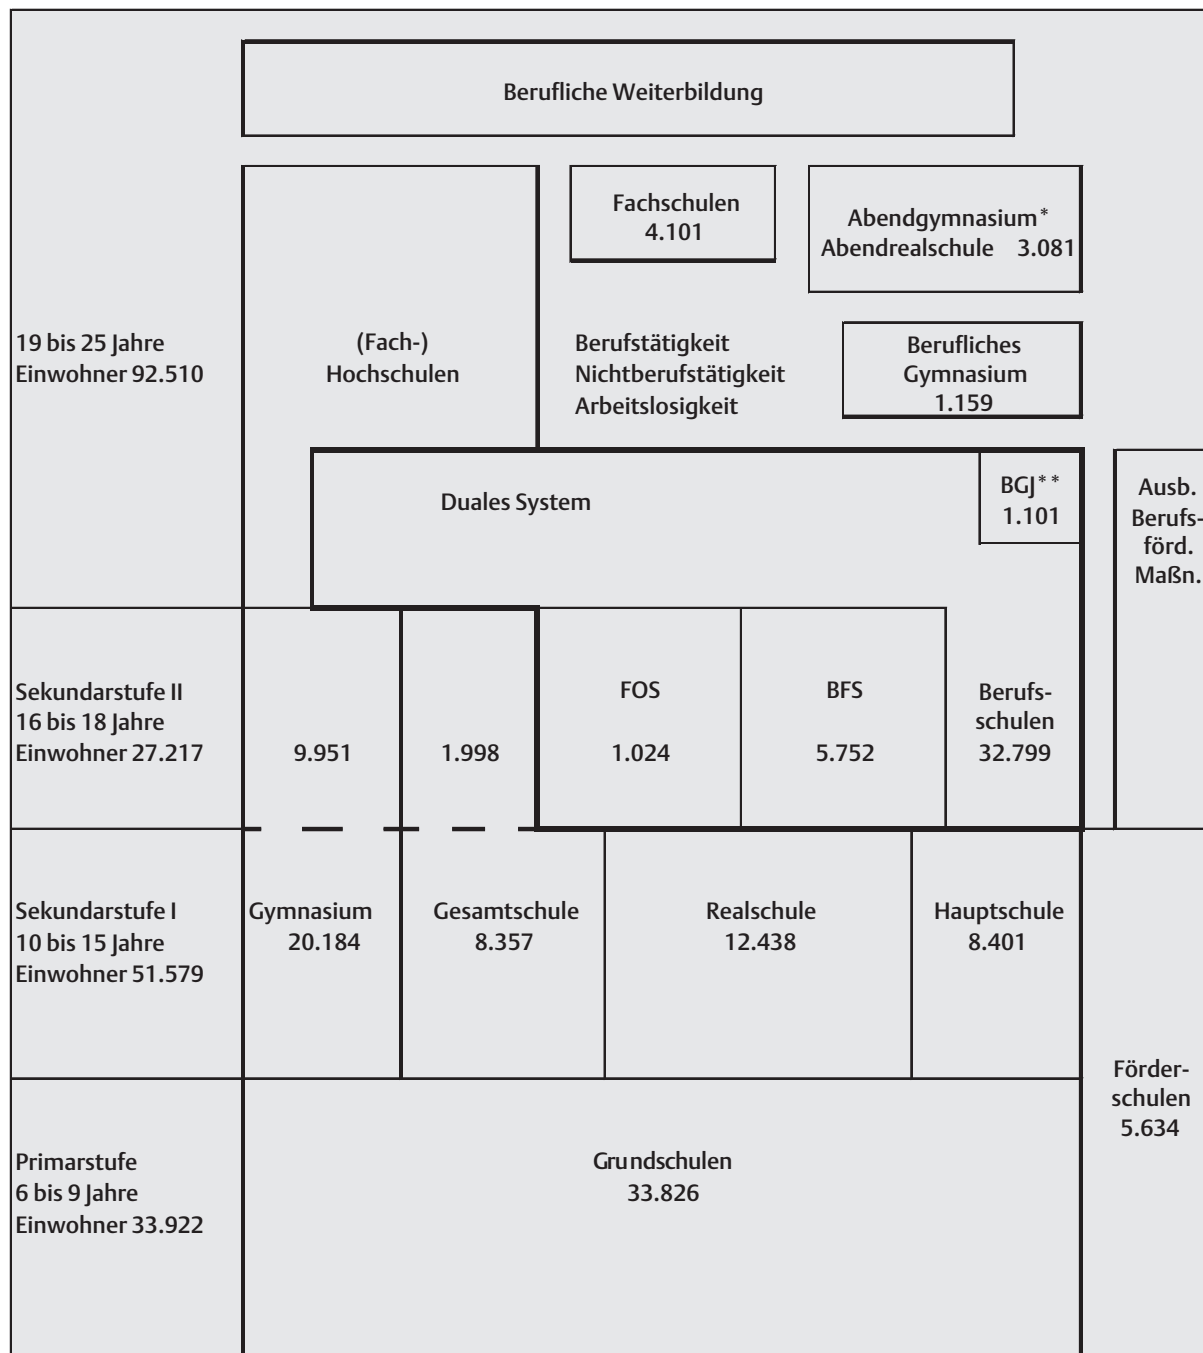 Berufliche Weiterbildung
Fachschulen
4.101
Abendgymnasium*
Abendrealschule 3.081
19 bis 25 Jahre
Einwohner 92.510
(Fach-)
Hochschulen
Berufstätigkeit
Nichtberufstätigkeit
Arbeitslosigkeit
Berufliches
Gymnasium
1.159
Duales System
BGJ**
1.101
Ausb.
Berufs-
förd.
Maßn.
Sekundarstufe II
16 bis 18 Jahre
Einwohner 27.217
9.951
1.998
FOS
1.024
BFS
5.752
Berufs-
schulen
32.799
Sekundarstufe I
10 bis 15 Jahre
Einwohner 51.579
Gymnasium
20.184
Gesamtschule
8.357
Realschule
12.438
Hauptschule
8.401
Förder-
schulen
5.634
Primarstufe
6 bis 9 Jahre
Einwohner 33.922
Grundschulen
33.826